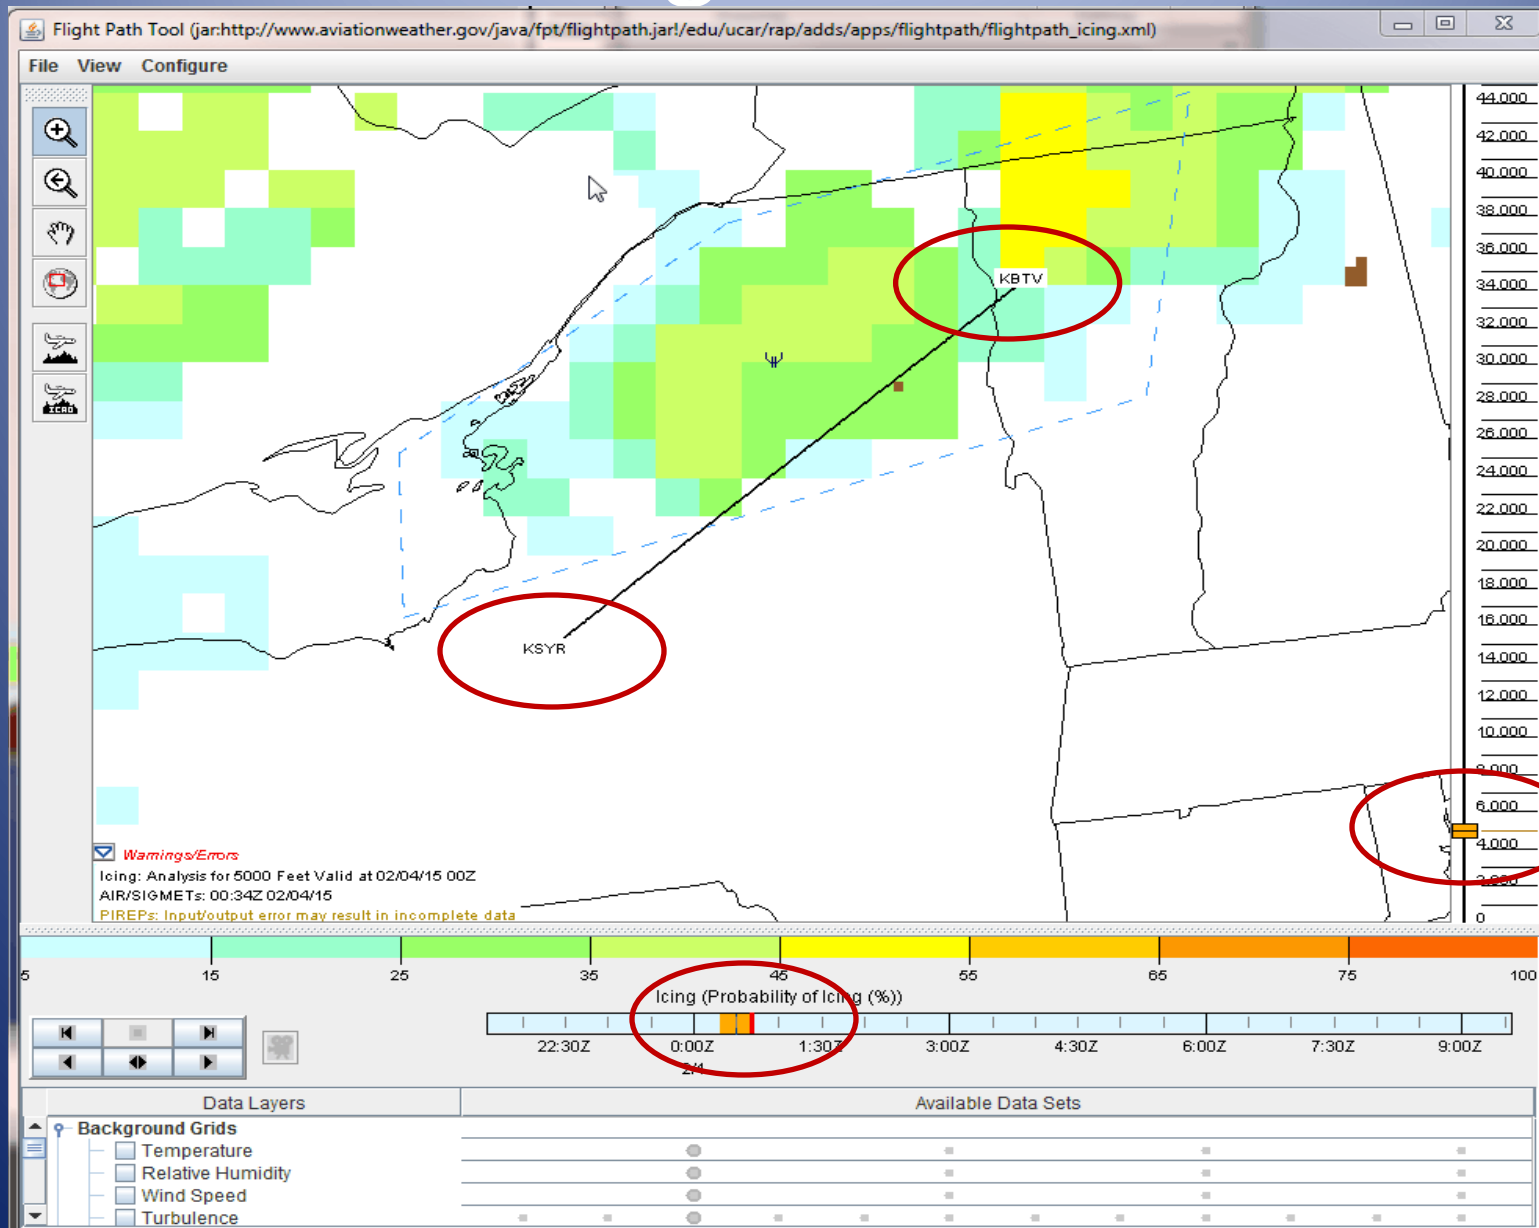 Flight Path Tool (jar:http://www.aviationweather.gov/java/fpt/flightpath.jar!/edu/ucar/rap/adds/apps/flightpath/flightpath_icing.xml)
File View Configure
44.000
42.000
40.000
38.000
36.000
34.000
32.000
30.000
28.000
26.000
24.000
22.000
20.000
18.000
16.000
14.000
12.000
10.000
8.000
6.000
4.000
2.000
0
ICAO
KBTV
KSYR
Warnings/Errors
Icing: Analysis for 5000 Feet Valid at 02/04/15 00Z
AIR/SIGMETs: 00:34Z 02/04/15
PIREPs: Input/output error may result in incomplete data
5 15 25 35 45 55 65 75 100
Icing (Probability of Icing (%))
22:30Z 0:00Z 1:30Z 3:00Z 4:30Z 6:00Z 7:30Z 9:00Z
2/4
Data Layers Available Data Sets
Background Grids
Temperature
Relative Humidity
Wind Speed
Turbulence